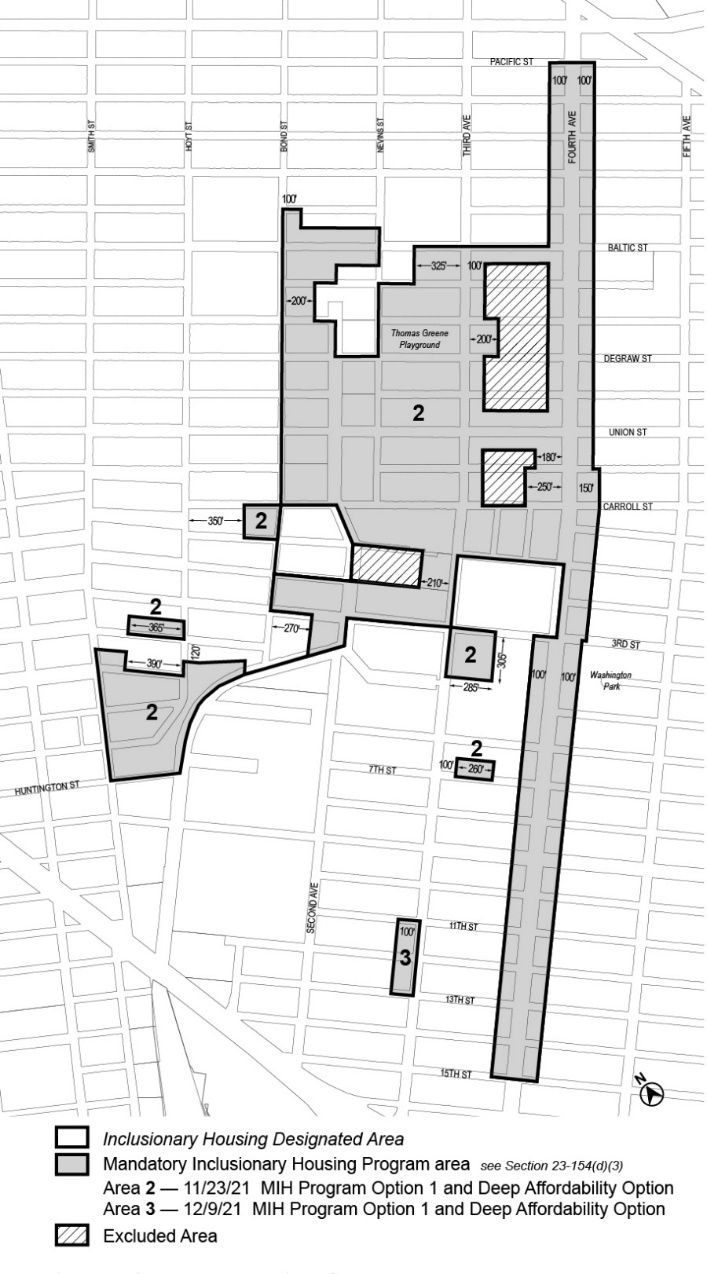 PACIFIC ST
100' 100'
SMITH ST
HOYT ST
BOND ST
NEVINS ST
THIRD AVE
FOURTH AVE
FIFTH AVE
100'
BALTIC ST
325' 100'
200'
Thomas Greene
Playground
200'
DEGRAW ST
2
UNION ST
180'
250' 150'
CARROLL ST
350' 2
210'
2
365'
270'
3RD ST
120'
390'
2
305'
285'
100' 100'
Washington
Park
2
2
100' 260'
7TH ST
HUNTINGTON ST
SECOND AVE
11TH ST
100'
3
13TH ST
15TH ST
N
Inclusionary Housing Designated Area
Mandatory Inclusionary Housing Program area see Section 23-154(d)(3)
Area 2 — 11/23/21 MIH Program Option 1 and Deep Affordability Option
Area 3 — 12/9/21 MIH Program Option 1 and Deep Affordability Option
Excluded Area